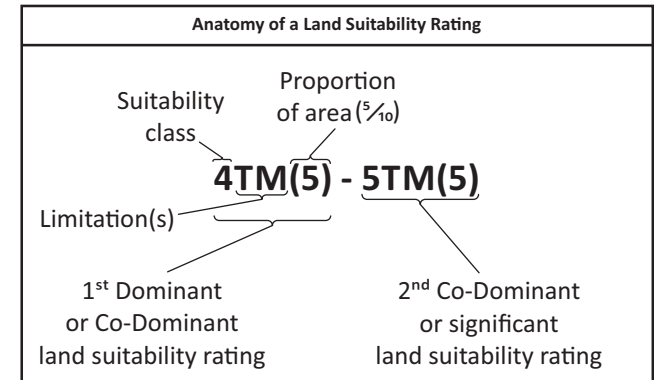 Anatomy of a Land Suitability Rating
Proportion
of area (⁵⁄₁₀)
Suitability
class
4TM(5) - 5TM(5)
Limitation(s)
1ˢᵗ Dominant
or Co-Dominant
land suitability rating
2ⁿᵈ Co-Dominant
or significant
land suitability rating